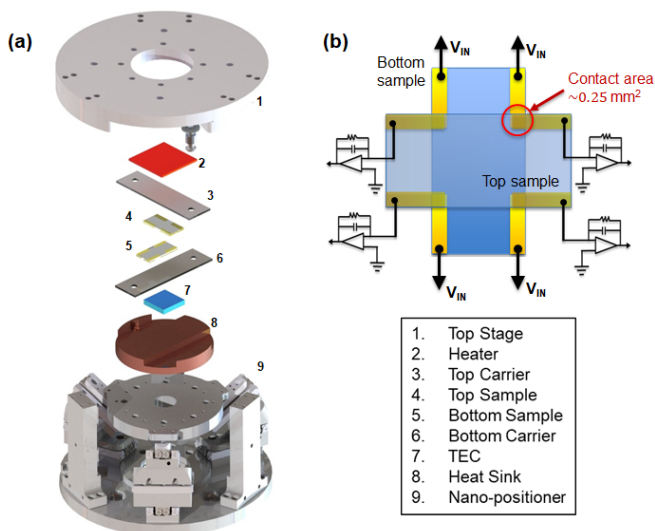 (a)
1
2
3
4
5
6
7
8
9
(b)
V_IN
V_IN
Bottom
sample
Contact area
~0.25 mm²
Top sample
V_IN
V_IN
1. Top Stage
2. Heater
3. Top Carrier
4. Top Sample
5. Bottom Sample
6. Bottom Carrier
7. TEC
8. Heat Sink
9. Nano-positioner